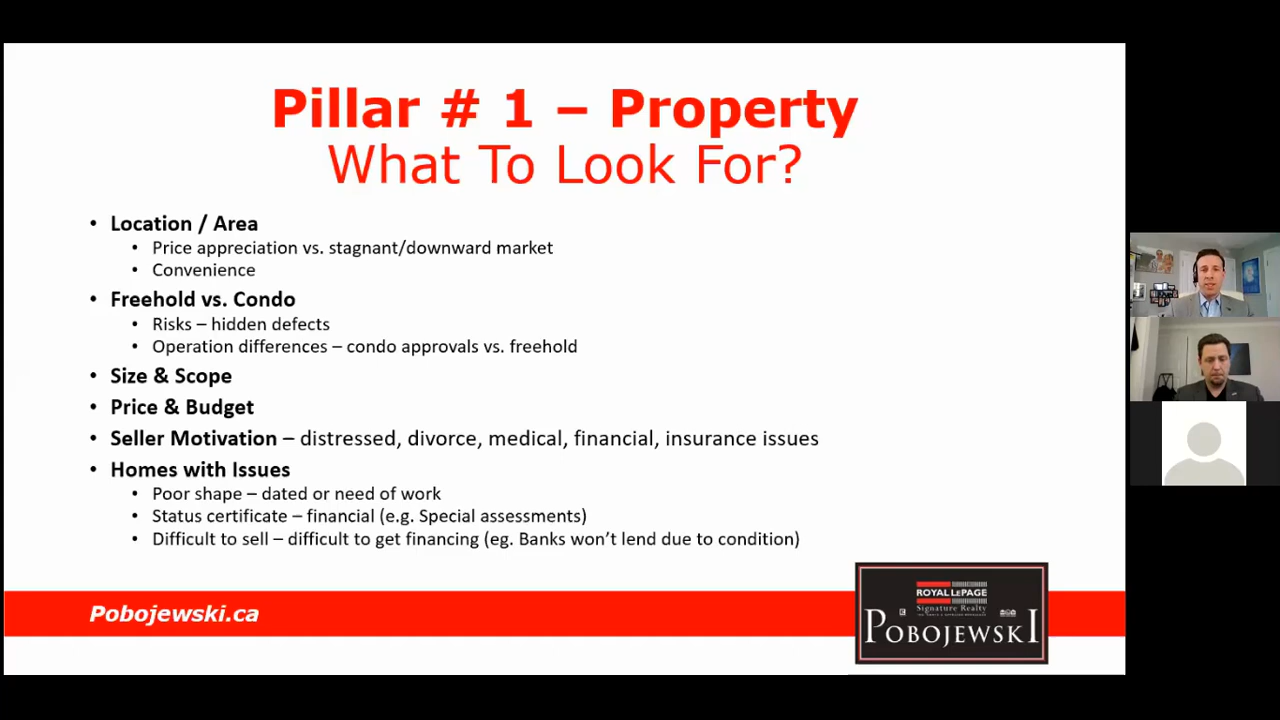 Pillar # 1 – Property
What To Look For?
• Location / Area
• Price appreciation vs. stagnant/downward market
• Convenience
• Freehold vs. Condo
• Risks – hidden defects
• Operation differences – condo approvals vs. freehold
• Size & Scope
• Price & Budget
• Seller Motivation – distressed, divorce, medical, financial, insurance issues
• Homes with Issues
• Poor shape – dated or need of work
• Status certificate – financial (e.g. Special assessments)
• Difficult to sell – difficult to get financing (eg. Banks won't lend due to condition)
Pobojewski.ca
ROYAL LEPAGE
Signature Realty
POBOJEWSKI